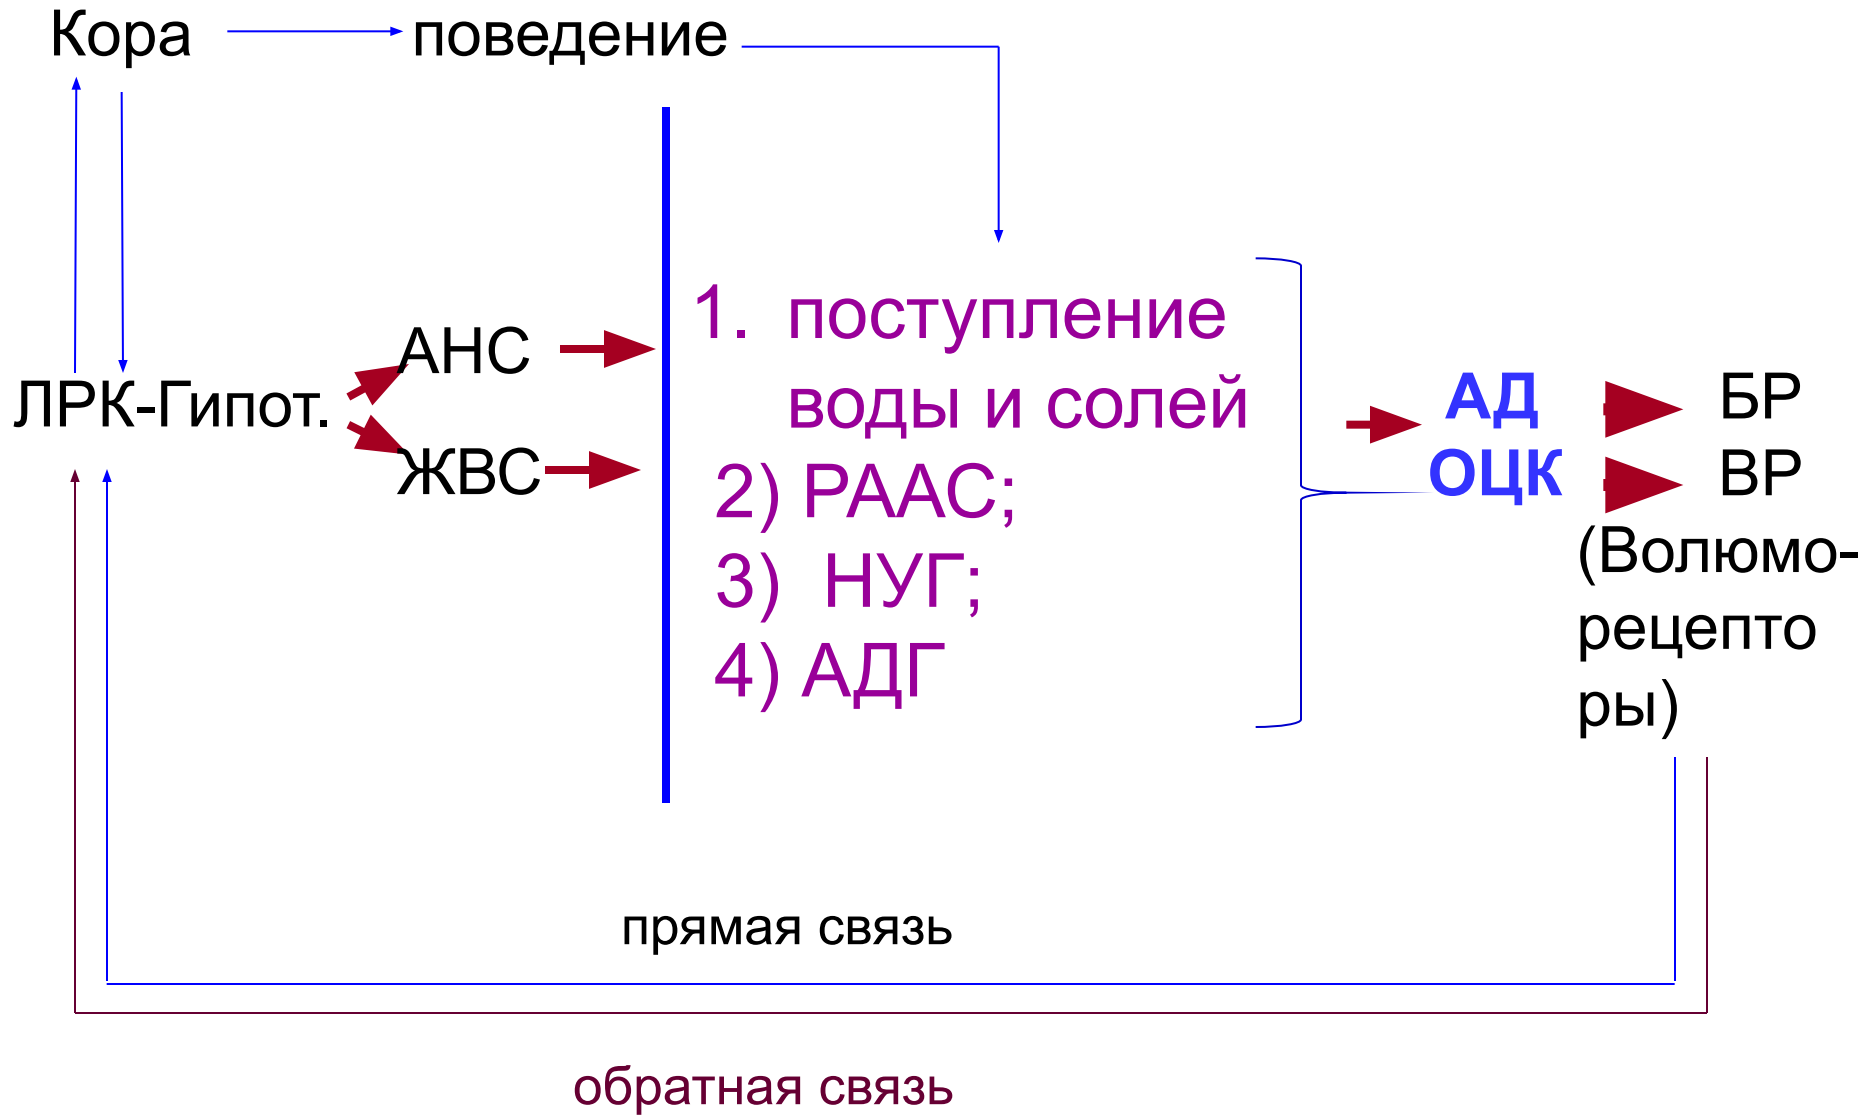 Кора поведение
АНС
ЛРК-Гипот.
ЖВС
1. поступление
воды и солей
2) РААС;
3) НУГ;
4) АДГ
АД
ОЦК
БР
ВР
(Волюмо-
рецепто
ры)
прямая связь
обратная связь